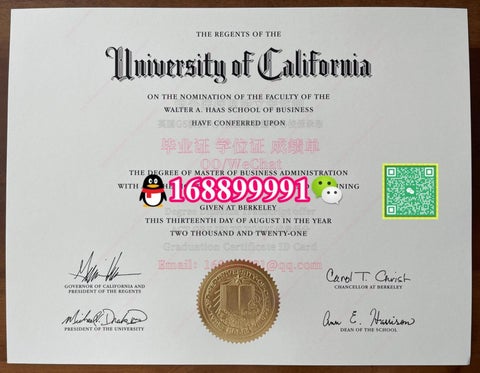 THE REGENTS OF THE
University of California
ON THE NOMINATION OF THE FACULTY OF THE
WALTER A. HAAS SCHOOL OF BUSINESS
HAVE CONFERRED UPON
毕业证 学位证 成绩单
QQ/WeChat
THE DEGREE OF MASTER OF BUSINESS ADMINISTRATION
WITH
168899991
GIVEN AT BERKELEY
THIS THIRTEENTH DAY OF AUGUST IN THE YEAR
TWO THOUSAND AND TWENTY-ONE
Graduation Certificate ID Card
Email:
@qq.com
GOVERNOR OF CALIFORNIA AND
PRESIDENT OF THE REGENTS
Carol T. Christ
CHANCELLOR AT BERKELEY
PRESIDENT OF THE UNIVERSITY
Ann E. Harrison
DEAN OF THE SCHOOL